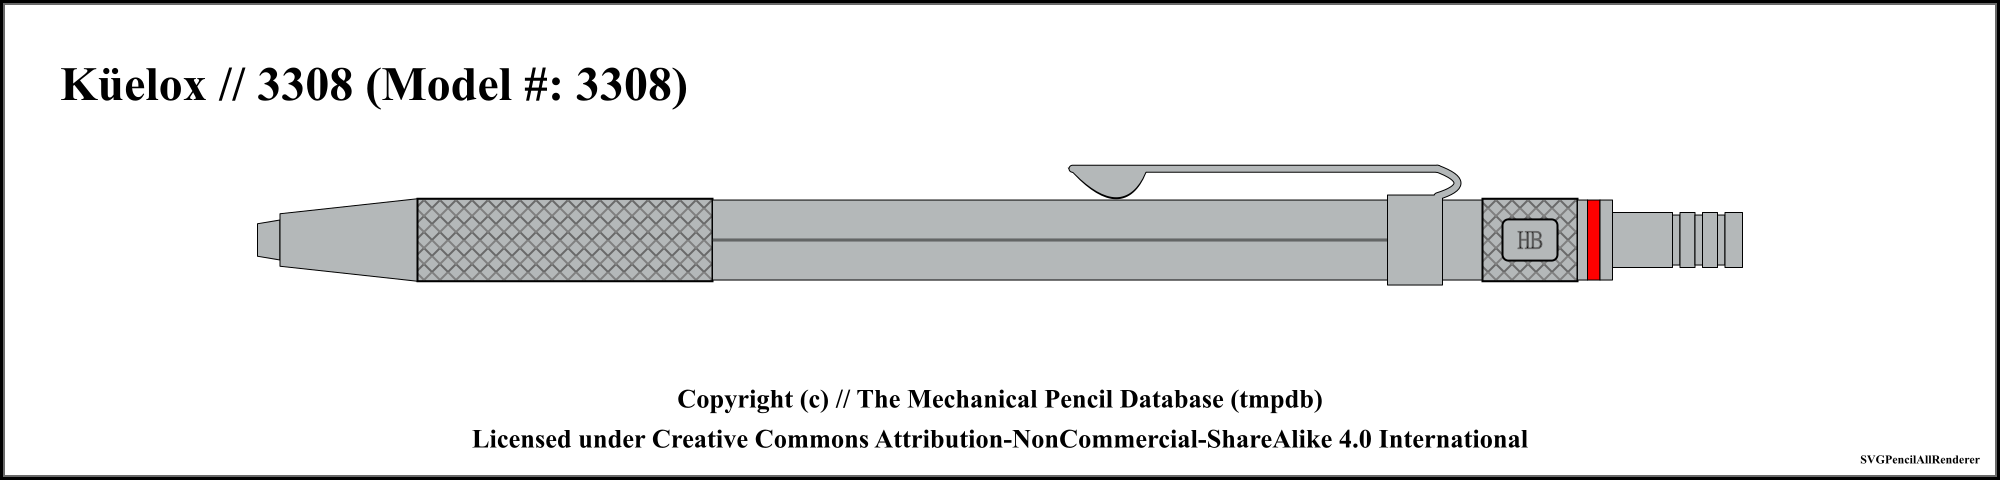 Küelox // 3308 (Model #: 3308)
HB
Copyright (c) // The Mechanical Pencil Database (tmpdb)
Licensed under Creative Commons Attribution-NonCommercial-ShareAlike 4.0 International
SVGPencilAllRenderer